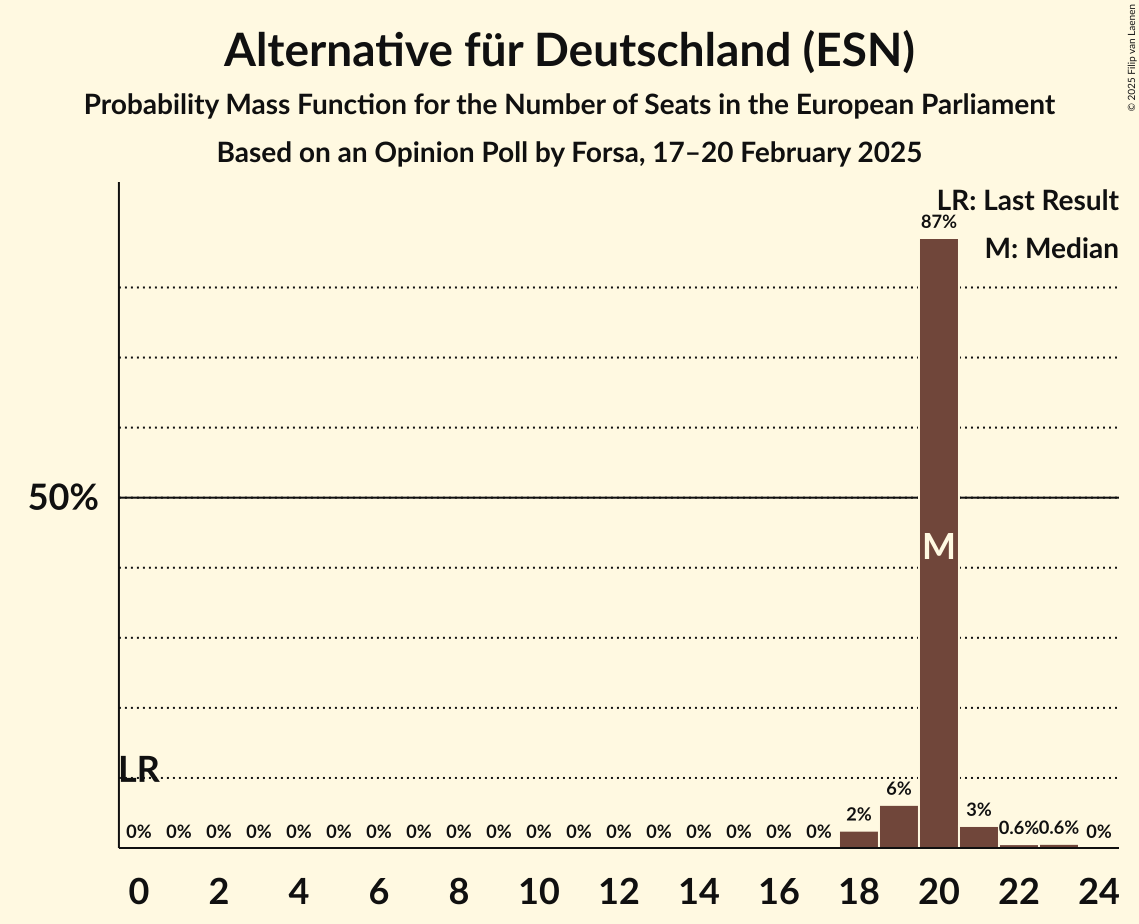 Alternative für Deutschland (ESN)
Probability Mass Function for the Number of Seats in the European Parliament
Based on an Opinion Poll by Forsa, 17–20 February 2025
© 2025 Filip van Laenen
LR: Last Result
87%
M: Median
50%
M
LR
6%
3%
2%
0% 0% 0% 0% 0% 0% 0% 0% 0% 0% 0% 0% 0% 0% 0% 0% 0% 0% 0.6% 0.6% 0%
0 2 4 6 8 10 12 14 16 18 20 22 24